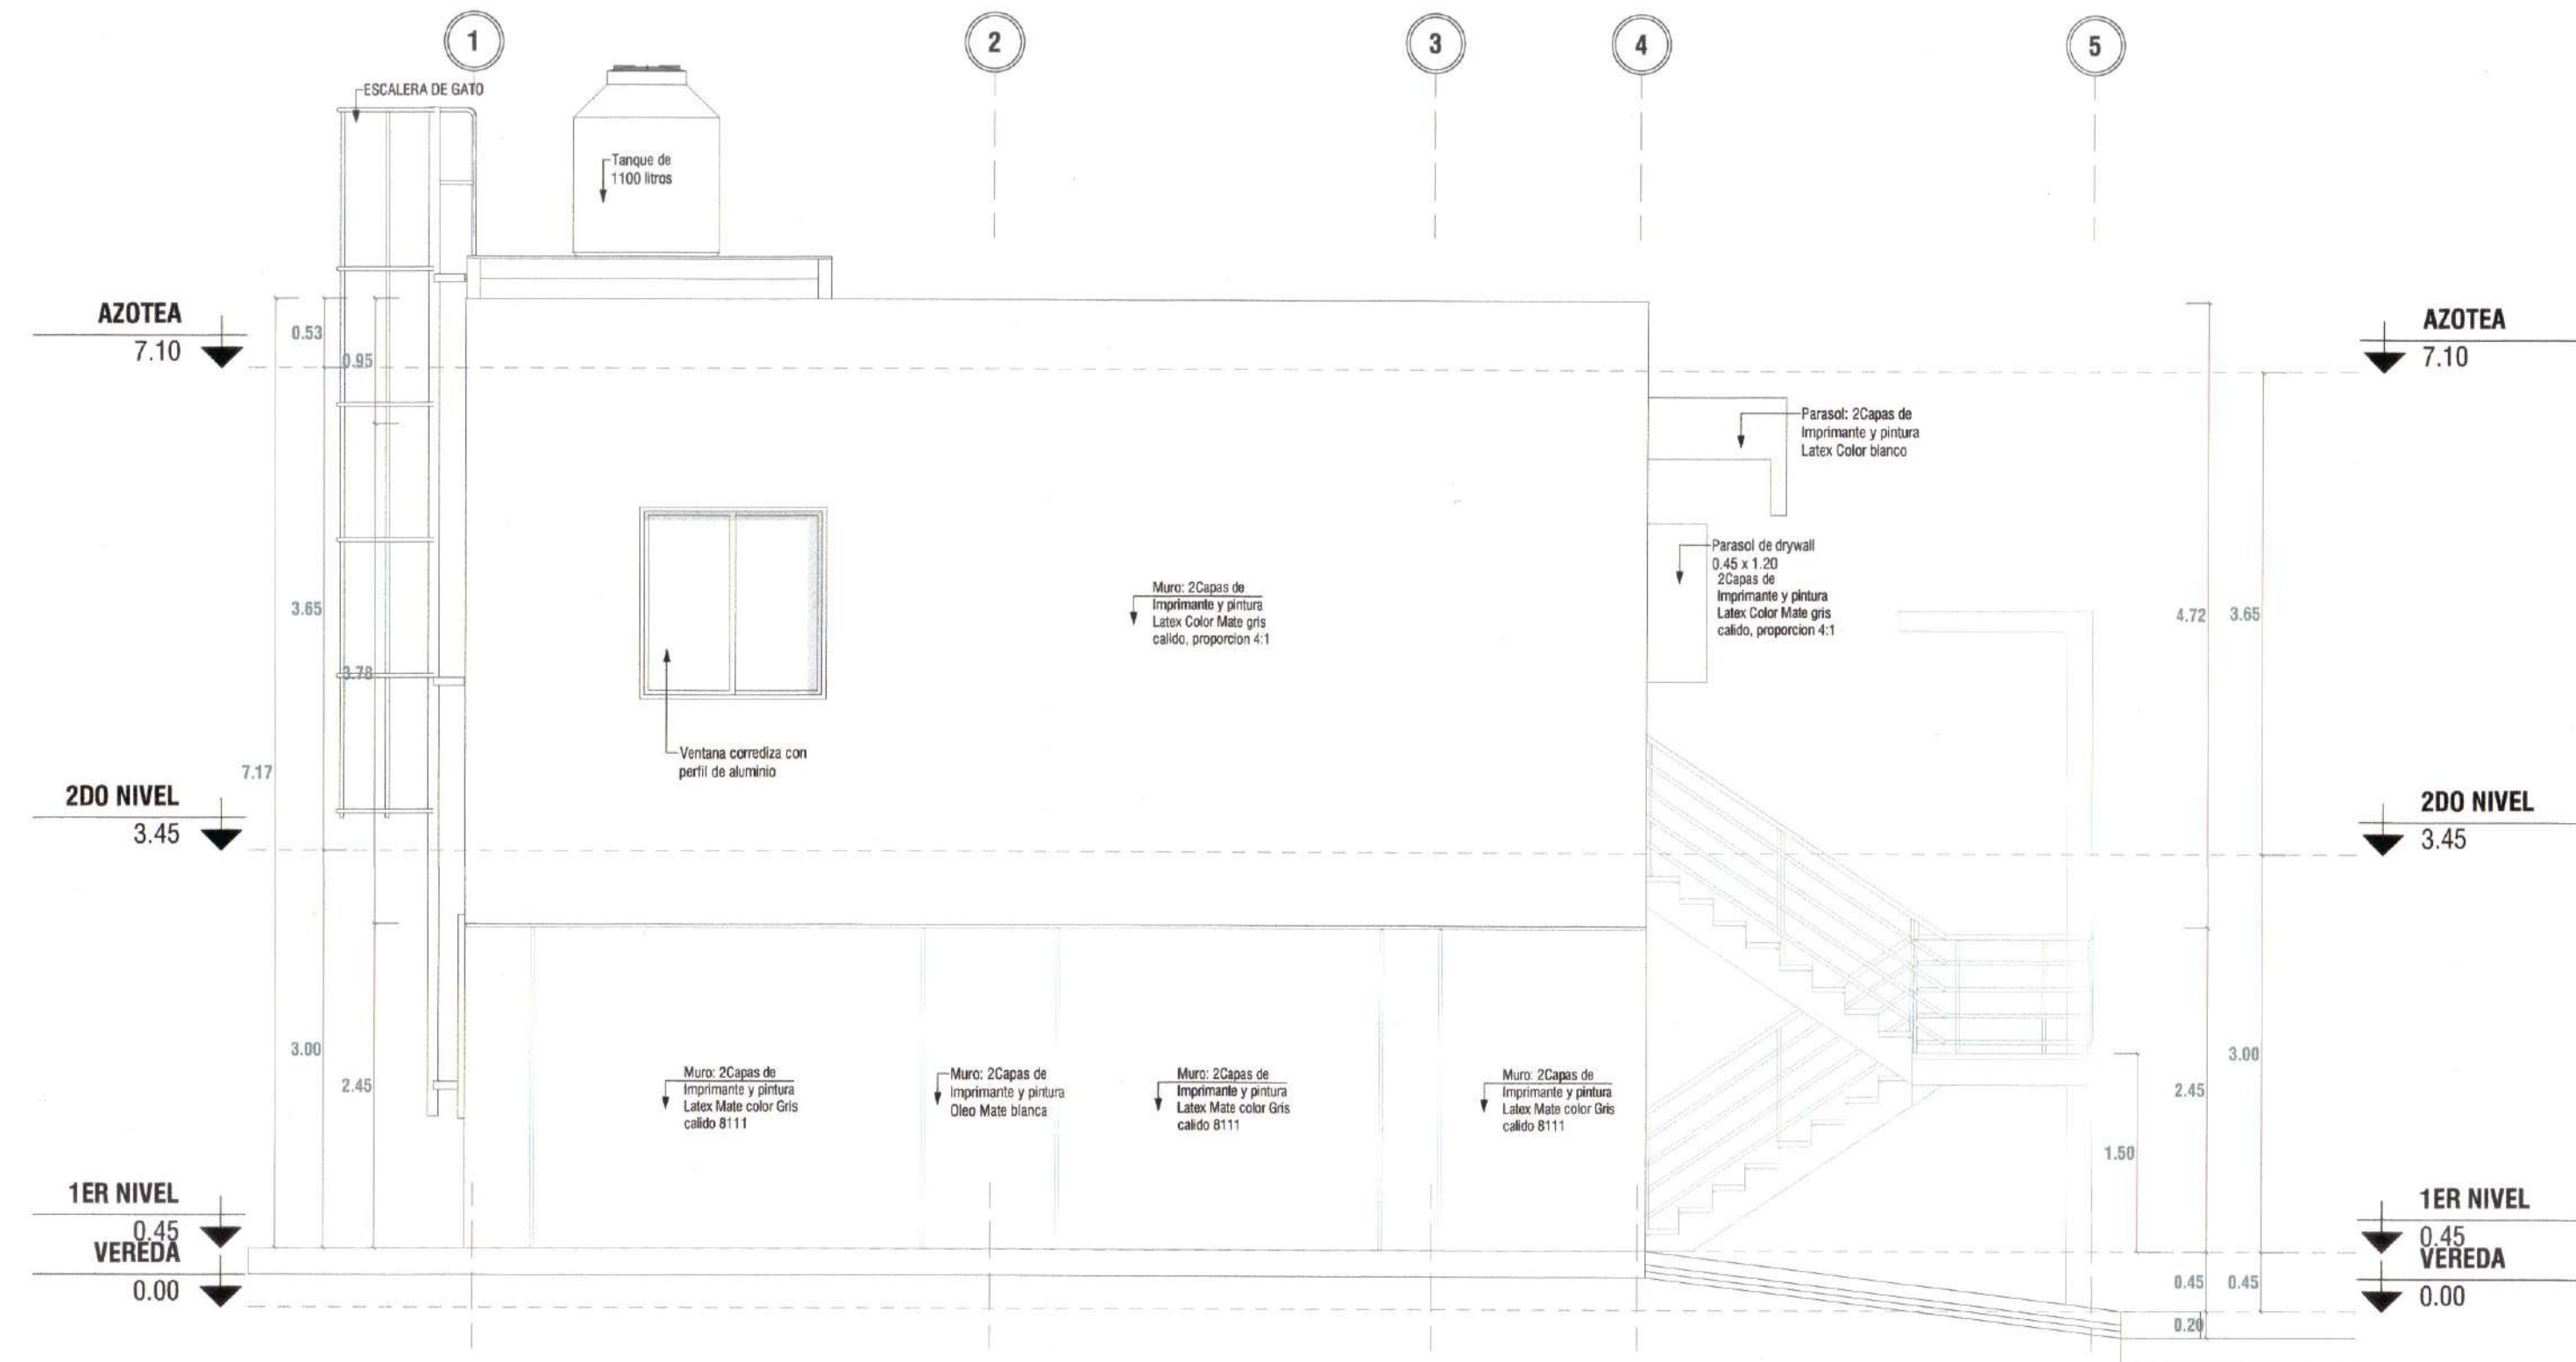 1
2
3
4
5
ESCALERA DE GATO
Tanque de
1100 litros
AZOTEA
7.10
0.53
0.95
AZOTEA
7.10
Parasol: 2Capas de
Imprimante y pintura
Latex Color blanco
Parasol de drywall
0.45 x 1.20
2Capas de
Imprimante y pintura
Latex Color Mate gris
calido, proporcion 4:1
Muro: 2Capas de
Imprimante y pintura
Latex Color Mate gris
calido, proporcion 4:1
3.65
3.78
4.72
3.65
Ventana corrediza con
perfil de aluminio
7.17
2DO NIVEL
3.45
2DO NIVEL
3.45
3.00
2.45
Muro: 2Capas de
Imprimante y pintura
Latex Mate color Gris
calido 8111
Muro: 2Capas de
Imprimante y pintura
Oleo Mate blanca
Muro: 2Capas de
Imprimante y pintura
Latex Mate color Gris
calido 8111
Muro: 2Capas de
Imprimante y pintura
Latex Mate color Gris
calido 8111
1.50
2.45
3.00
1ER NIVEL
0.45
VEREDA
0.00
1ER NIVEL
0.45
VEREDA
0.00
0.45
0.45
0.20